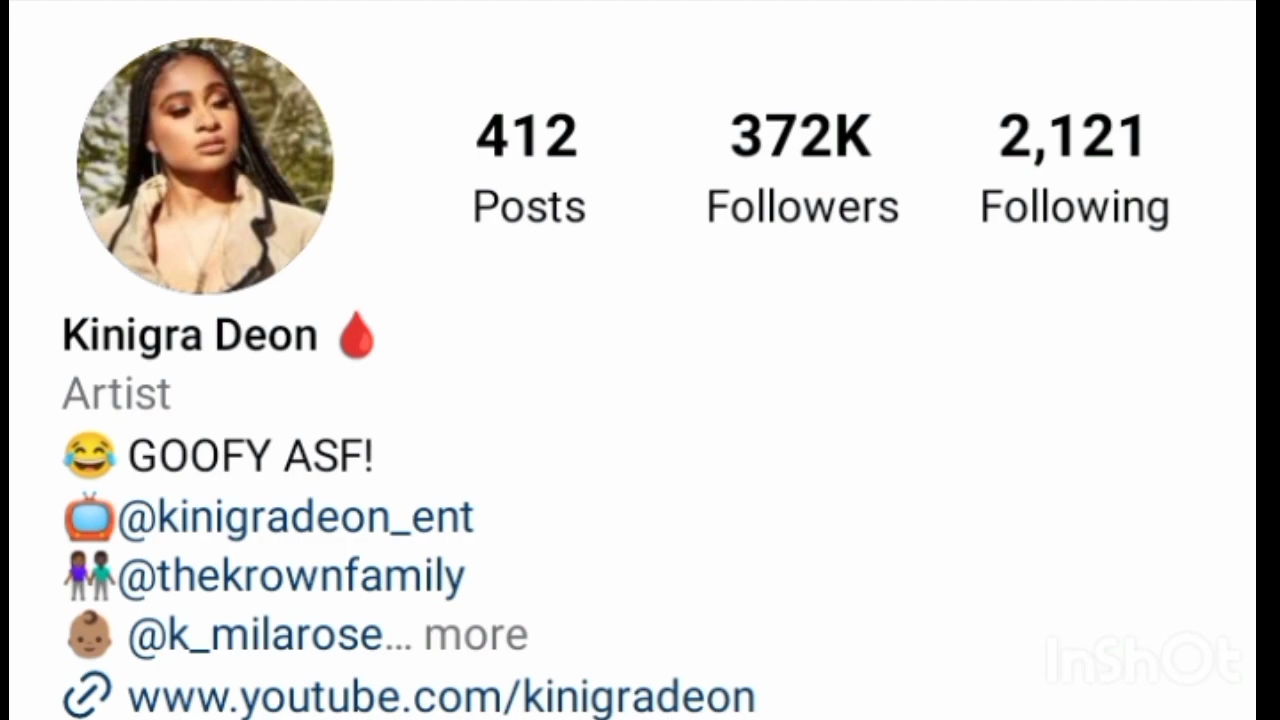 412 372K 2,121
Posts Followers Following
Kinigra Deon 🩸
Artist
😂 GOOFY ASF!
📺@kinigradeon_ent
👫🏾@thekrownfamily
👶🏽 @k_milarose... more
www.youtube.com/kinigradeon
InShOt